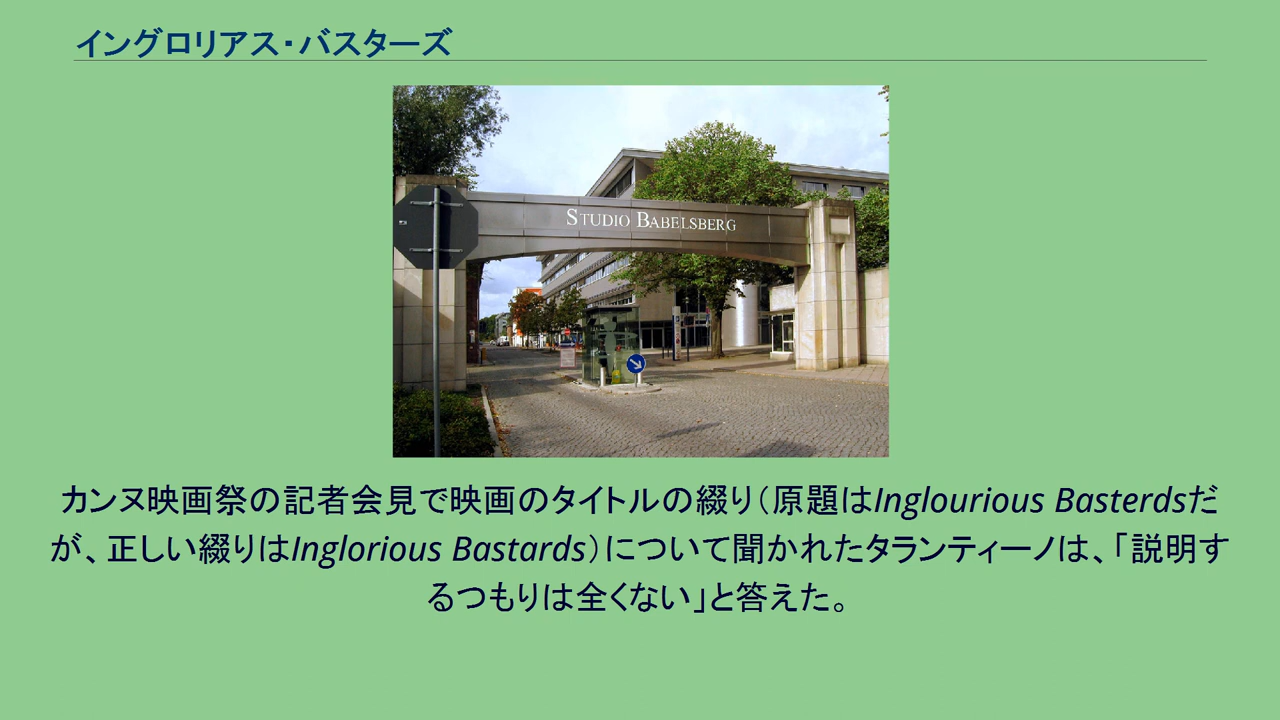 イングロリアス・バスターズ
STUDIO BABELSBERG
カンヌ映画祭の記者会見で映画のタイトルの綴り（原題はInglourious Basterdsだ
が、正しい綴りはInglorious Bastards）について聞かれたタランティーノは、「説明す
るつもりは全くない」と答えた。